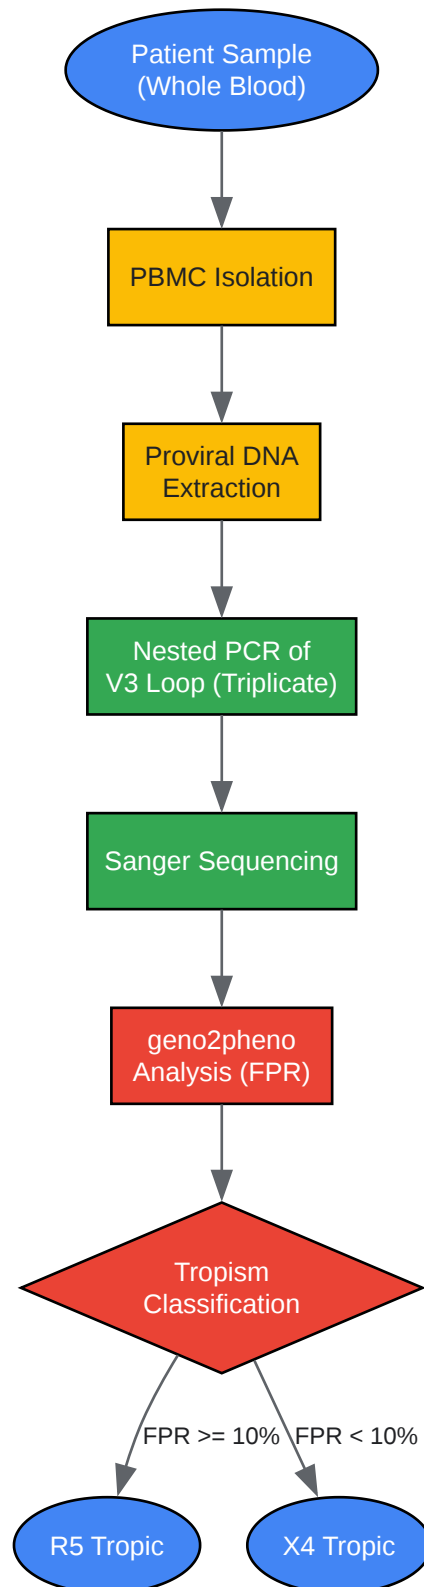 Patient Sample
(Whole Blood)
PBMC Isolation
Proviral DNA
Extraction
Nested PCR of
V3 Loop (Triplicate)
Sanger Sequencing
geno2pheno
Analysis (FPR)
Tropism
Classification
FPR >= 10%
FPR < 10%
R5 Tropic
X4 Tropic